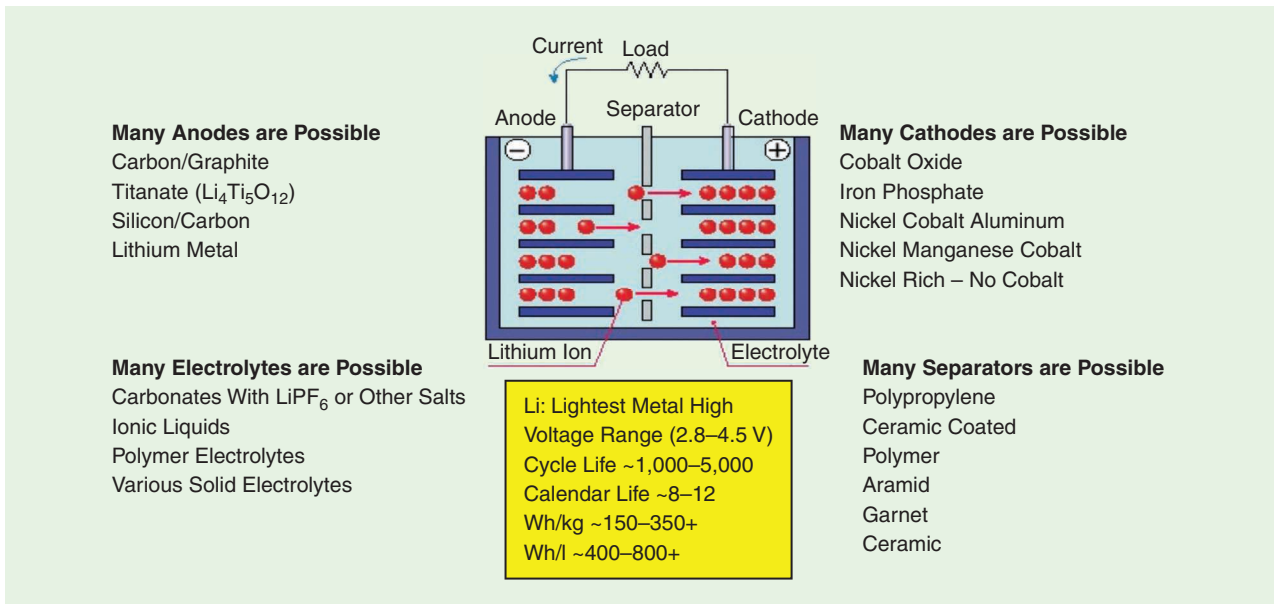 Current
Load
Anode
Separator
Cathode
−
+
Many Anodes are Possible
Carbon/Graphite
Titanate (Li₄Ti₅O₁₂)
Silicon/Carbon
Lithium Metal
Many Cathodes are Possible
Cobalt Oxide
Iron Phosphate
Nickel Cobalt Aluminum
Nickel Manganese Cobalt
Nickel Rich – No Cobalt
Lithium Ion
Electrolyte
Many Electrolytes are Possible
Carbonates With LiPF₆ or Other Salts
Ionic Liquids
Polymer Electrolytes
Various Solid Electrolytes
Li: Lightest Metal High
Voltage Range (2.8–4.5 V)
Cycle Life ~1,000–5,000
Calendar Life ~8–12
Wh/kg ~150–350+
Wh/l ~400–800+
Many Separators are Possible
Polypropylene
Ceramic Coated
Polymer
Aramid
Garnet
Ceramic